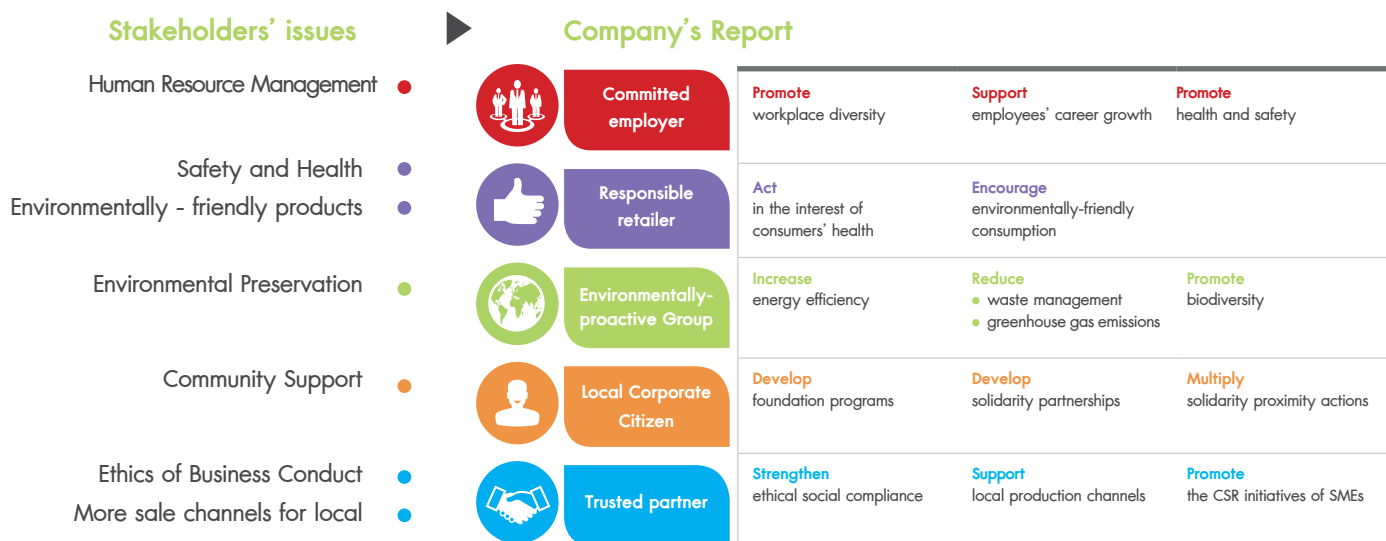 Stakeholders' issues
Company's Report
Human Resource Management
Committed
employer
Promote
workplace diversity
Support
employees' career growth
Promote
health and safety
Safety and Health
Environmentally - friendly products
Responsible
retailer
Act
in the interest of
consumers' health
Encourage
environmentally-friendly
consumption
Environmental Preservation
Environmentally-
proactive Group
Increase
energy efficiency
Reduce
• waste management
• greenhouse gas emissions
Promote
biodiversity
Community Support
Local Corporate
Citizen
Develop
foundation programs
Develop
solidarity partnerships
Multiply
solidarity proximity actions
Ethics of Business Conduct
More sale channels for local
Trusted partner
Strengthen
ethical social compliance
Support
local production channels
Promote
the CSR initiatives of SMEs